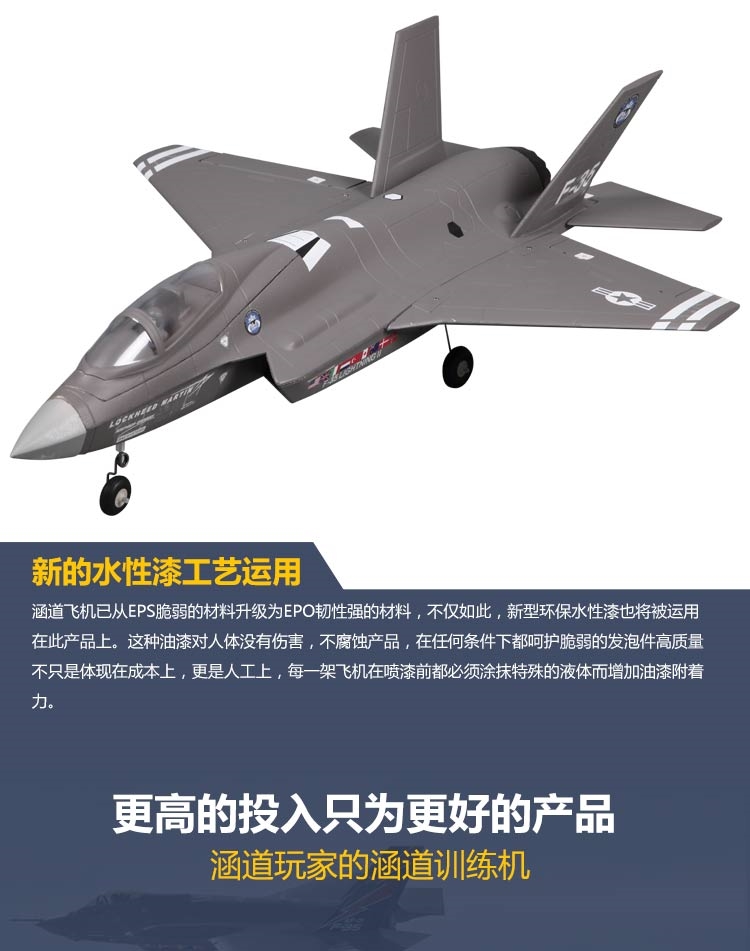 F-35
LOCKHEED MARTIN
F-35 LIGHTNING II
新的水性漆工艺运用
涵道飞机已从EPS脆弱的材料升级为EPO韧性强的材料，不仅如此，新型环保水性漆也将被运用
在此产品上。这种油漆对人体没有伤害，不腐蚀产品，在任何条件下都呵护脆弱的发泡件高质量
不只是体现在成本上，更是人工上，每一架飞机在喷漆前都必须涂抹特殊的液体而增加油漆附着
力。
更高的投入只为更好的产品
涵道玩家的涵道训练机